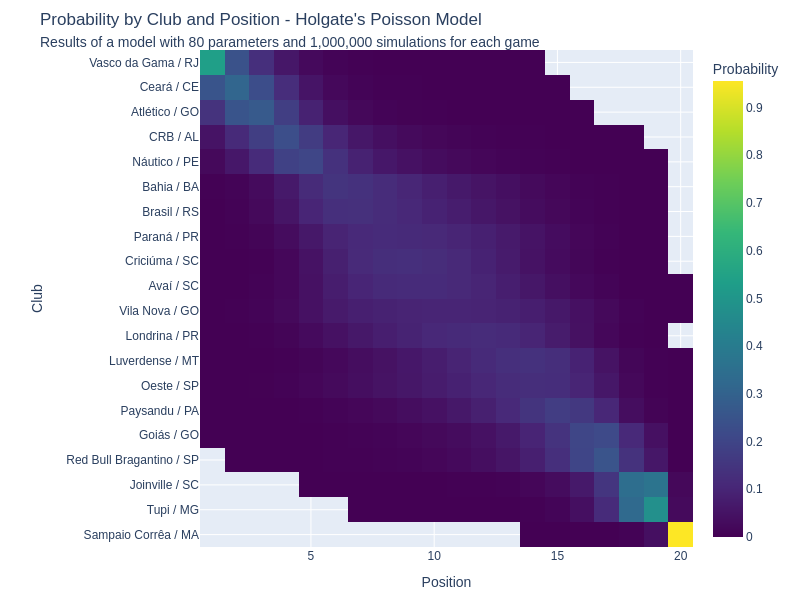 Probability by Club and Position - Holgate's Poisson Model
Results of a model with 80 parameters and 1,000,000 simulations for each game
Probability
Club
Vasco da Gama / RJ
Ceará / CE
Atlético / GO
CRB / AL
Náutico / PE
Bahia / BA
Brasil / RS
Paraná / PR
Criciúma / SC
Avaí / SC
Vila Nova / GO
Londrina / PR
Luverdense / MT
Oeste / SP
Paysandu / PA
Goiás / GO
Red Bull Bragantino / SP
Joinville / SC
Tupi / MG
Sampaio Corrêa / MA
0.9
0.8
0.7
0.6
0.5
0.4
0.3
0.2
0.1
0
5 10 15 20
Position